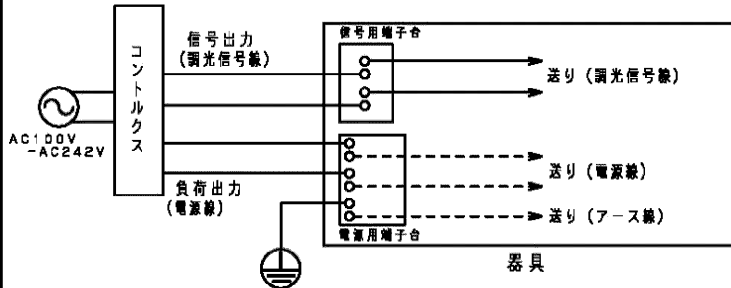 コントルクス
信号出力
(調光信号線)
AC100V
-AC242V
負荷出力
(電源線)
信号用端子台
送り(調光信号線)
送り(電源線)
送り(アース線)
電源用端子台
器具